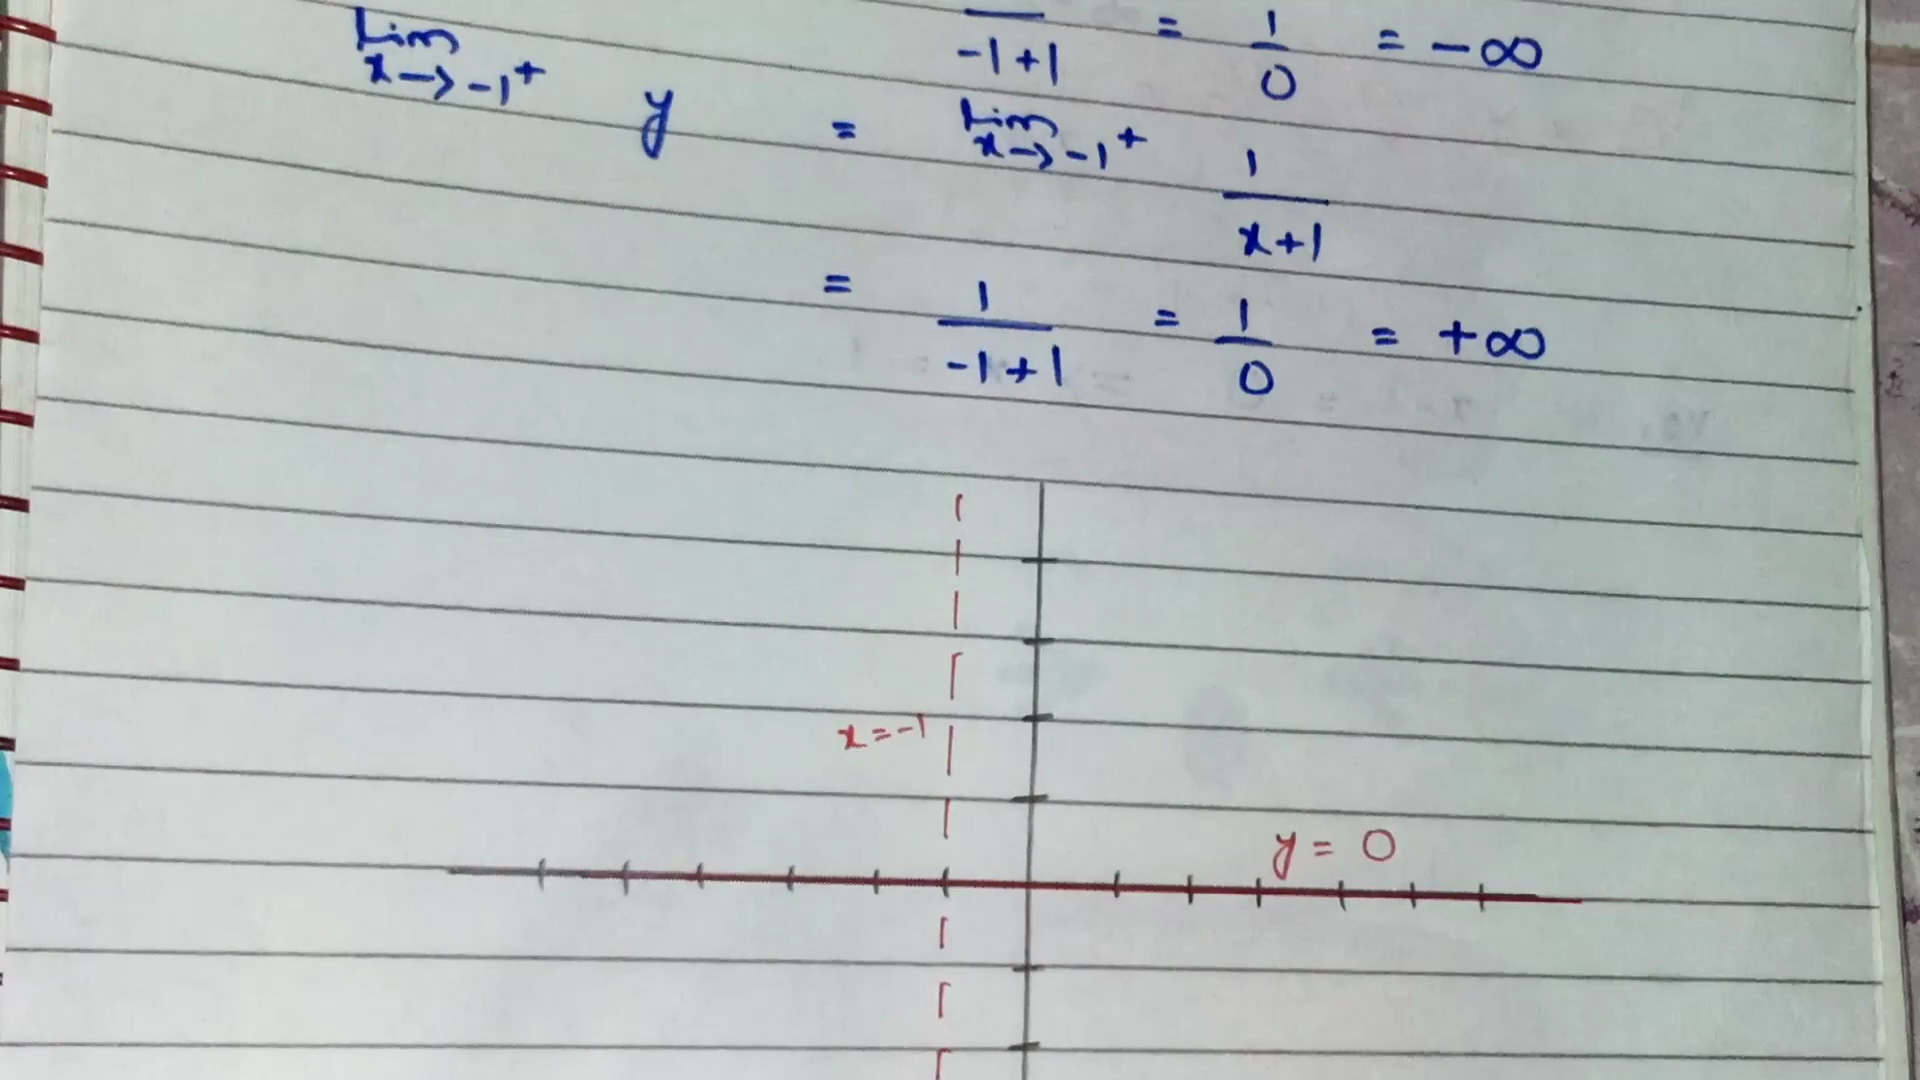 —/-1+1 = 1/0 = -∞
lim x→-1⁺ y = lim x→-1⁺ 1/x+1
= 1/-1+1 = 1/0 = +∞
x=-1
y = 0